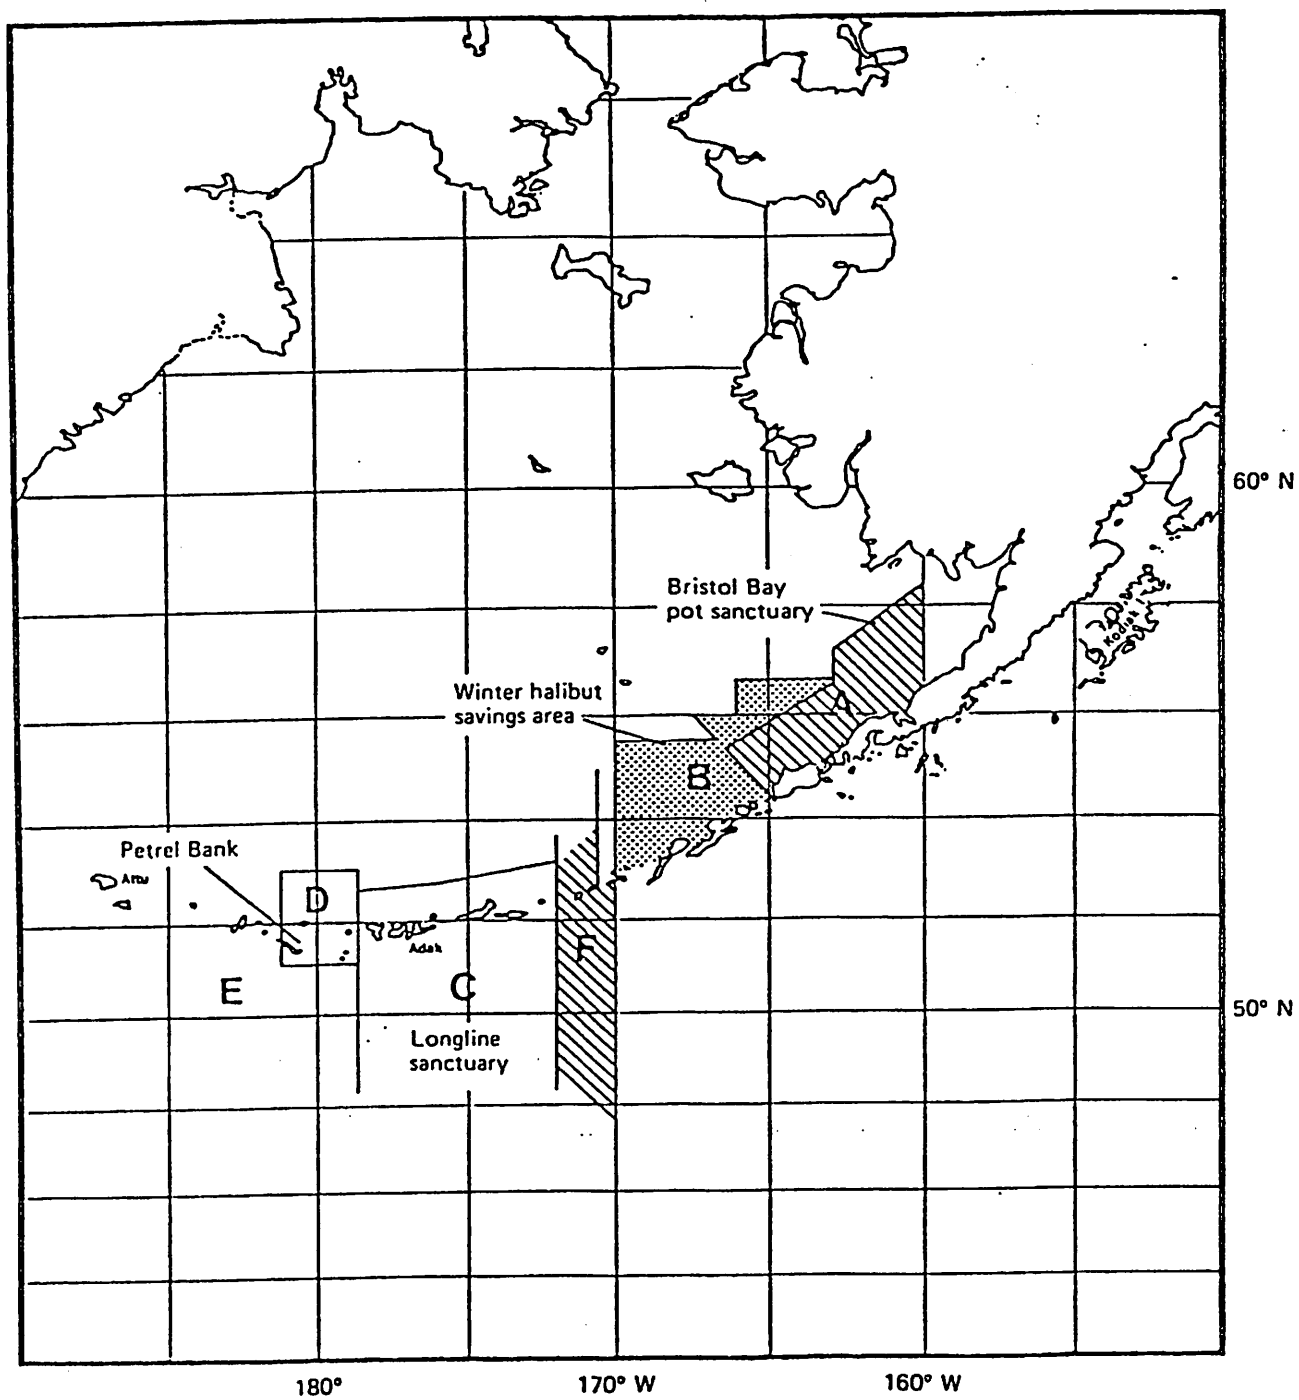 60° N
Bristol Bay
pot sanctuary
Kodiak I.
Winter halibut
savings area
A
B
Petrel Bank
Attu
D
Adak
F
E
C
50° N
Longline
sanctuary
180°
170° W
160° W